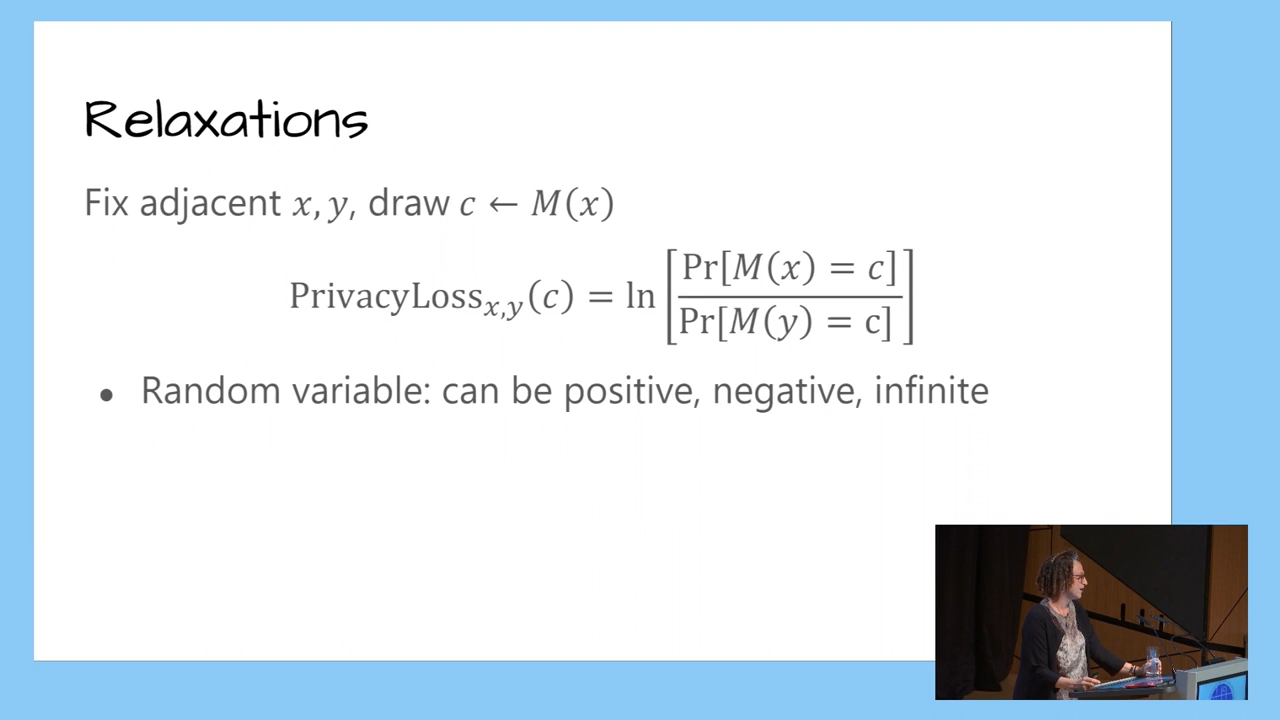 Relaxations
Fix adjacent x, y, draw c ← M(x)
PrivacyLoss_{x,y}(c) = ln [ Pr[M(x) = c] / Pr[M(y) = c] ]
● Random variable: can be positive, negative, infinite